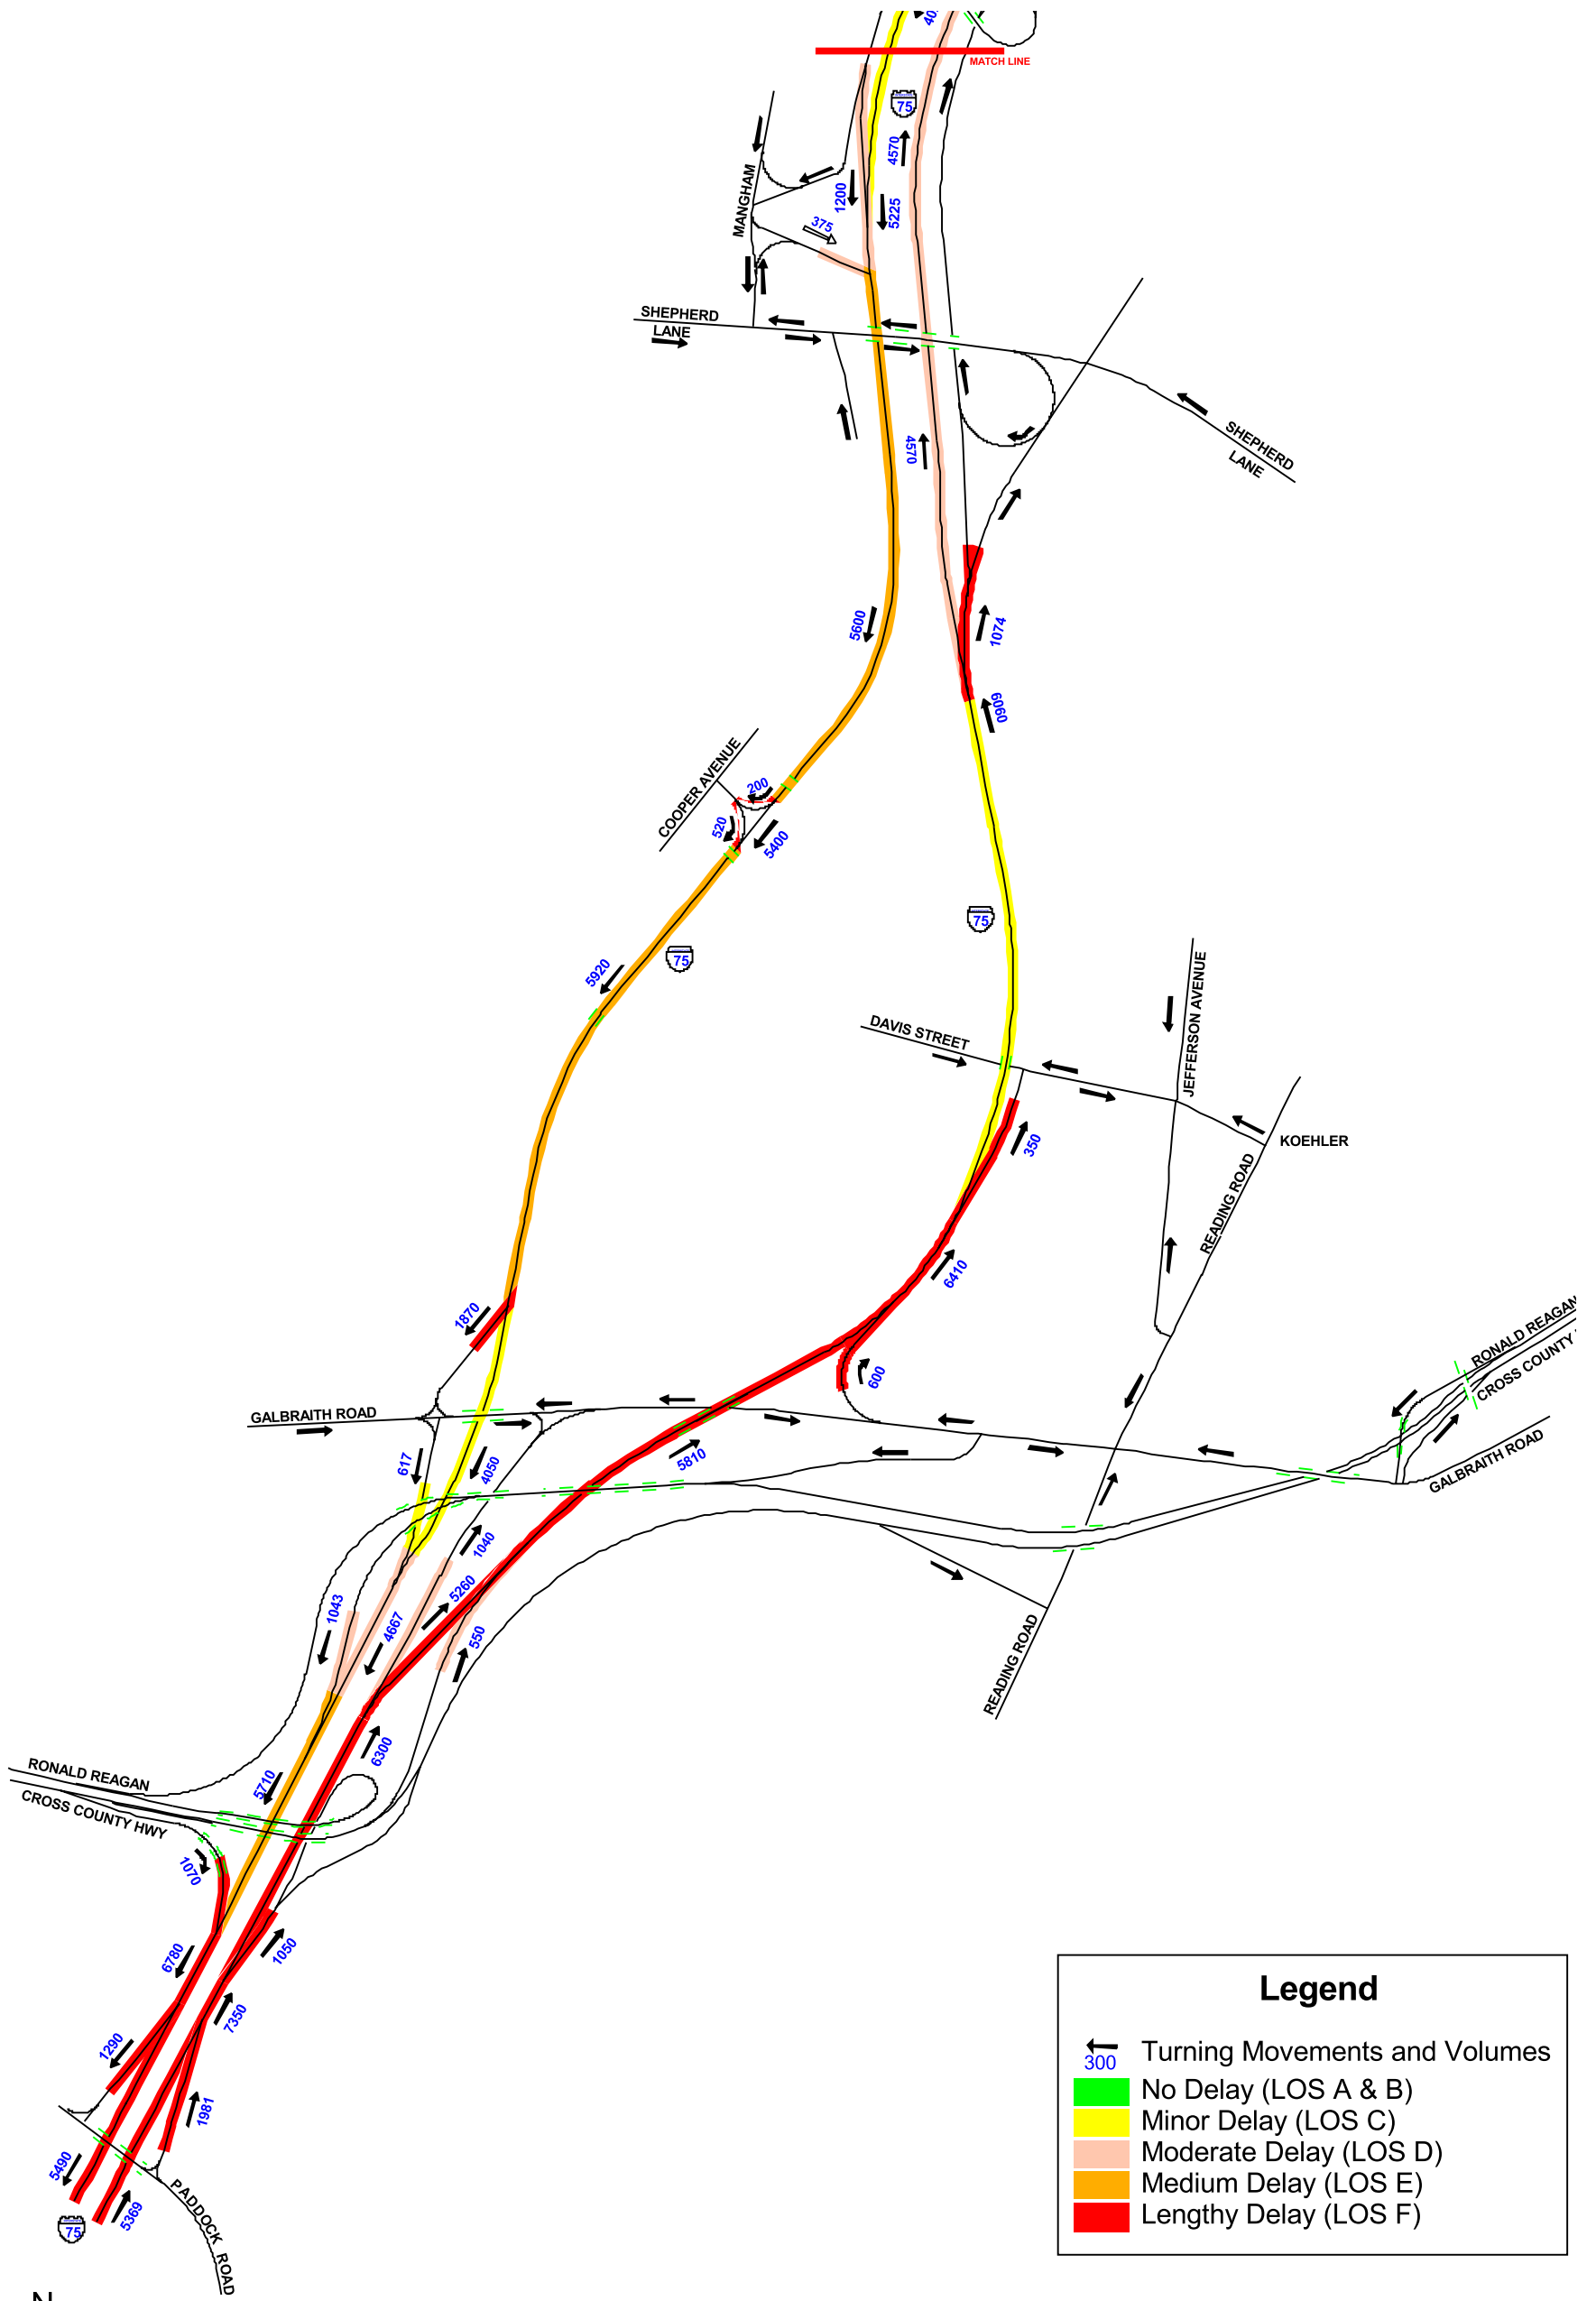 MATCH LINE
75
4570
MANGHAM
1200
5225
375
SHEPHERD
LANE
4570
SHEPHERD
LANE
5600
1074
6090
COOPER AVENUE
200
520
5400
75
75
5920
DAVIS STREET
JEFFERSON AVENUE
KOEHLER
350
READING ROAD
6410
1870
600
RONALD REAGAN
CROSS COUNTY
GALBRAITH ROAD
617
4050
5810
GALBRAITH ROAD
1040
5260
1043
4667
550
READING ROAD
6300
RONALD REAGAN
CROSS COUNTY HWY
5710
1070
6780
1050
7350
1290
1981
5490
5369
75
PADDOCK ROAD
Legend
300
Turning Movements and Volumes
No Delay (LOS A & B)
Minor Delay (LOS C)
Moderate Delay (LOS D)
Medium Delay (LOS E)
Lengthy Delay (LOS F)
N